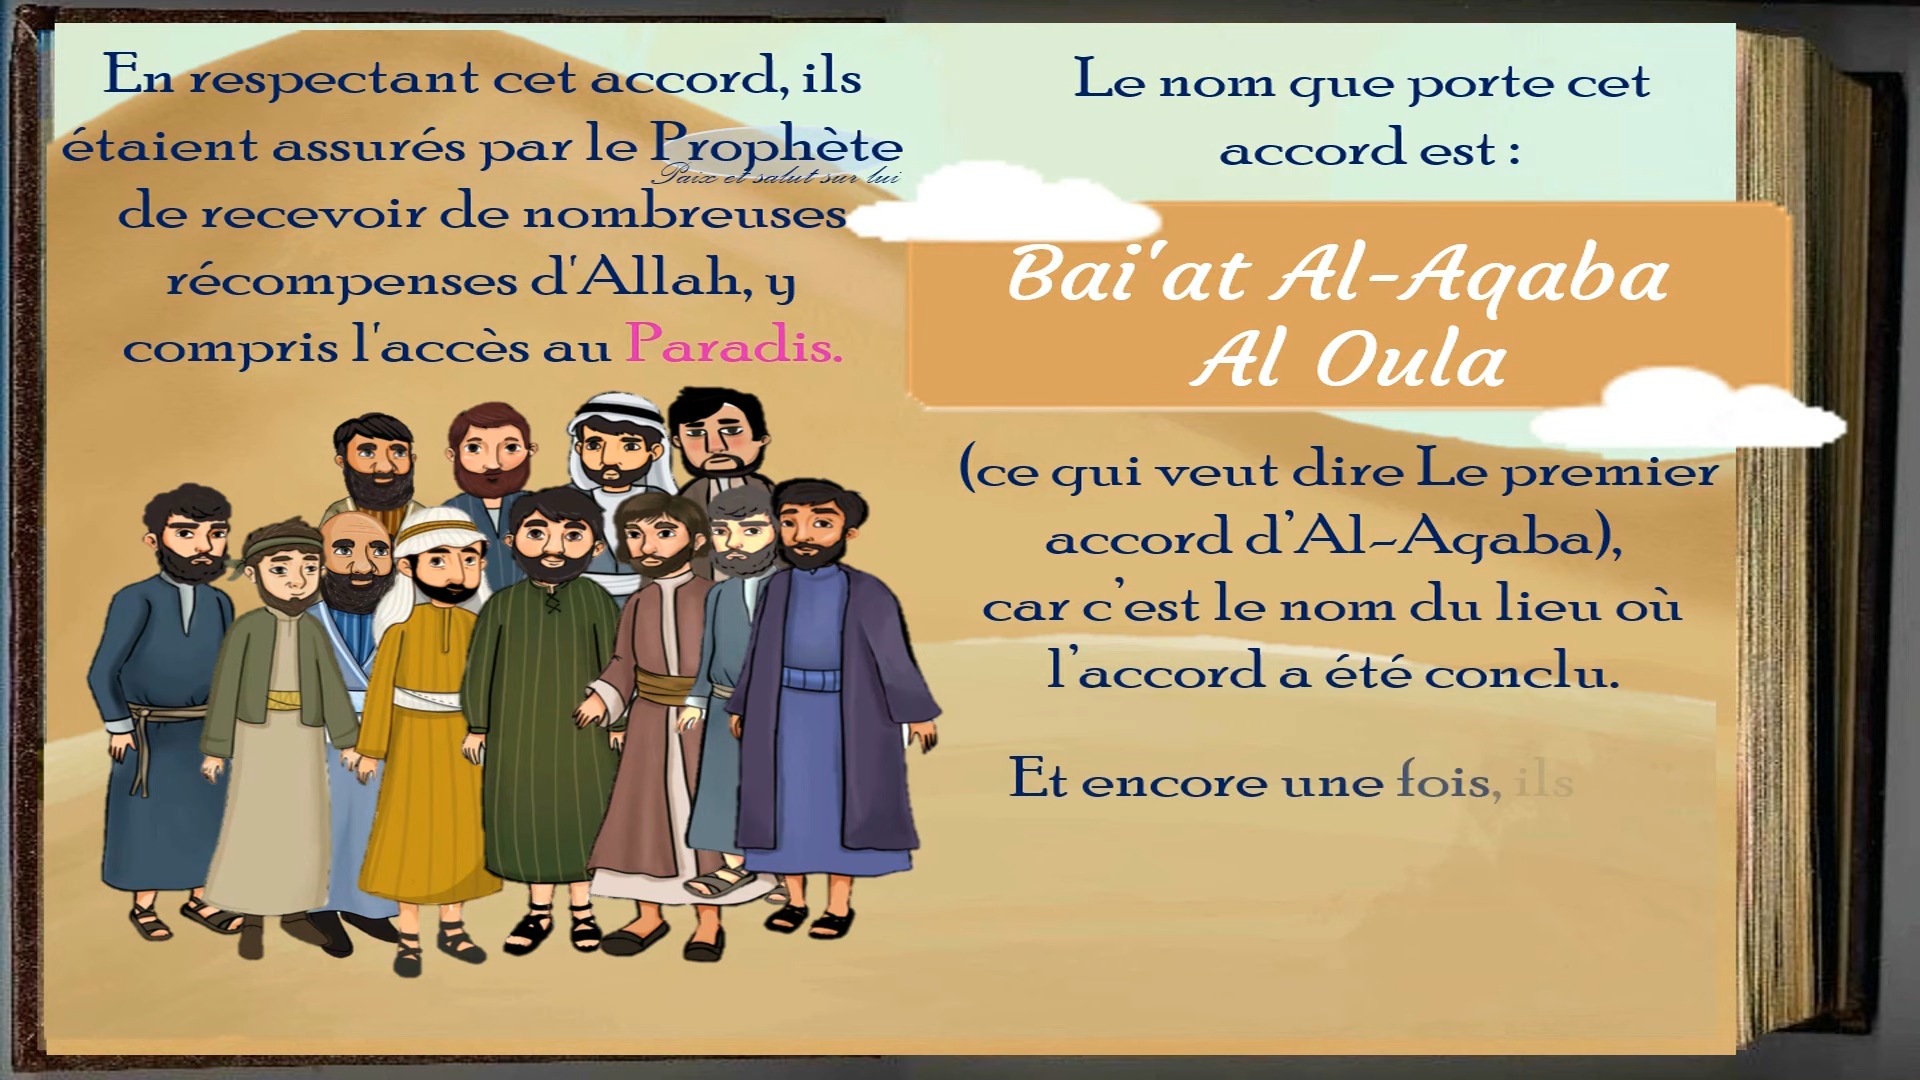 En respectant cet accord, ils
étaient assurés par le Prophète
Paix et salut sur lui
de recevoir de nombreuses
récompenses d'Allah, y
compris l'accès au Paradis.
Le nom que porte cet
accord est :
Bai'at Al-Aqaba
Al Oula
(ce qui veut dire Le premier
accord d’Al-Aqaba),
car c’est le nom du lieu où
l’accord a été conclu.
Et encore une fois, ils